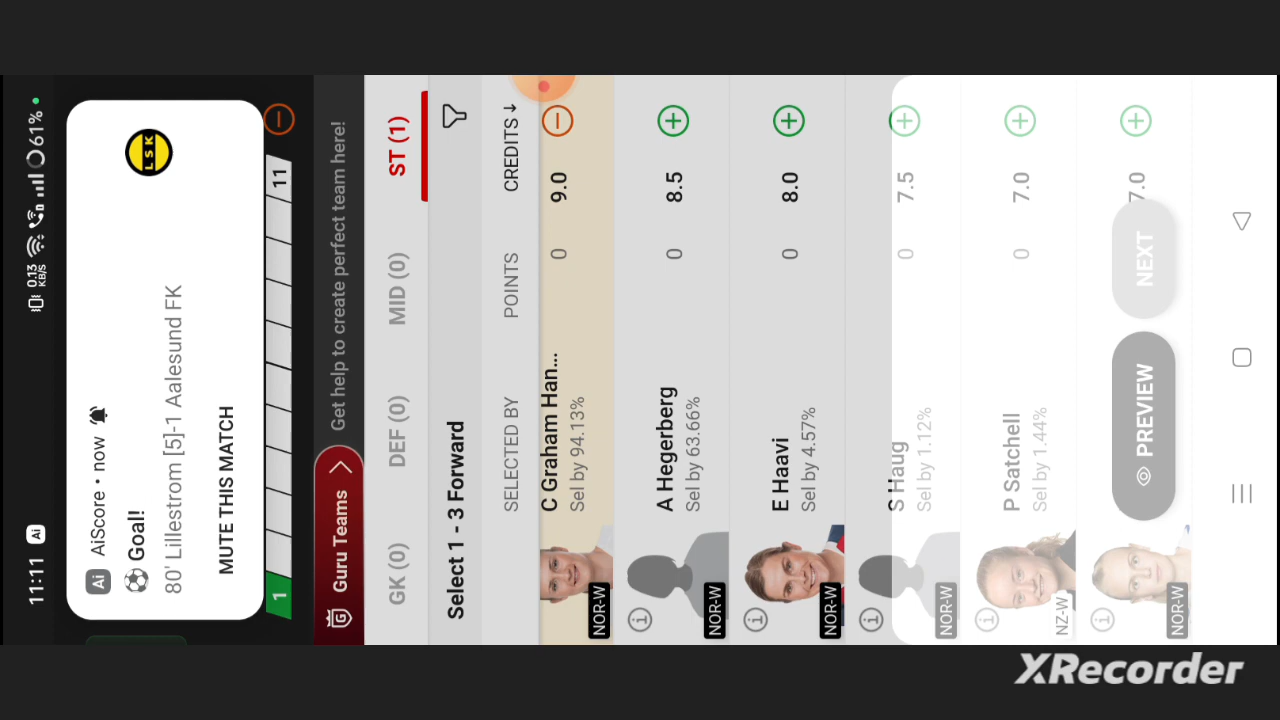 11:11
Ai
0.13
KB/S
61%
Ai
AiScore • now
Goal!
80' Lillestrom [5]-1 Aalesund FK
MUTE THIS MATCH
LSK
1
11
Guru Teams
Get help to create perfect team here!
GK (0)
DEF (0)
MID (0)
ST (1)
Select 1 - 3 Forward
SELECTED BY
POINTS
CREDITS
C Graham Han...
Sel by 94.13%
0
9.0
NOR-W
A Hegerberg
Sel by 63.66%
0
8.5
NOR-W
E Haavi
Sel by 4.57%
0
8.0
NOR-W
S Haug
Sel by 1.12%
0
7.5
NOR-W
P Satchell
Sel by 1.44%
0
7.0
NZ-W
7.0
NOR-W
PREVIEW
NEXT
XRecorder